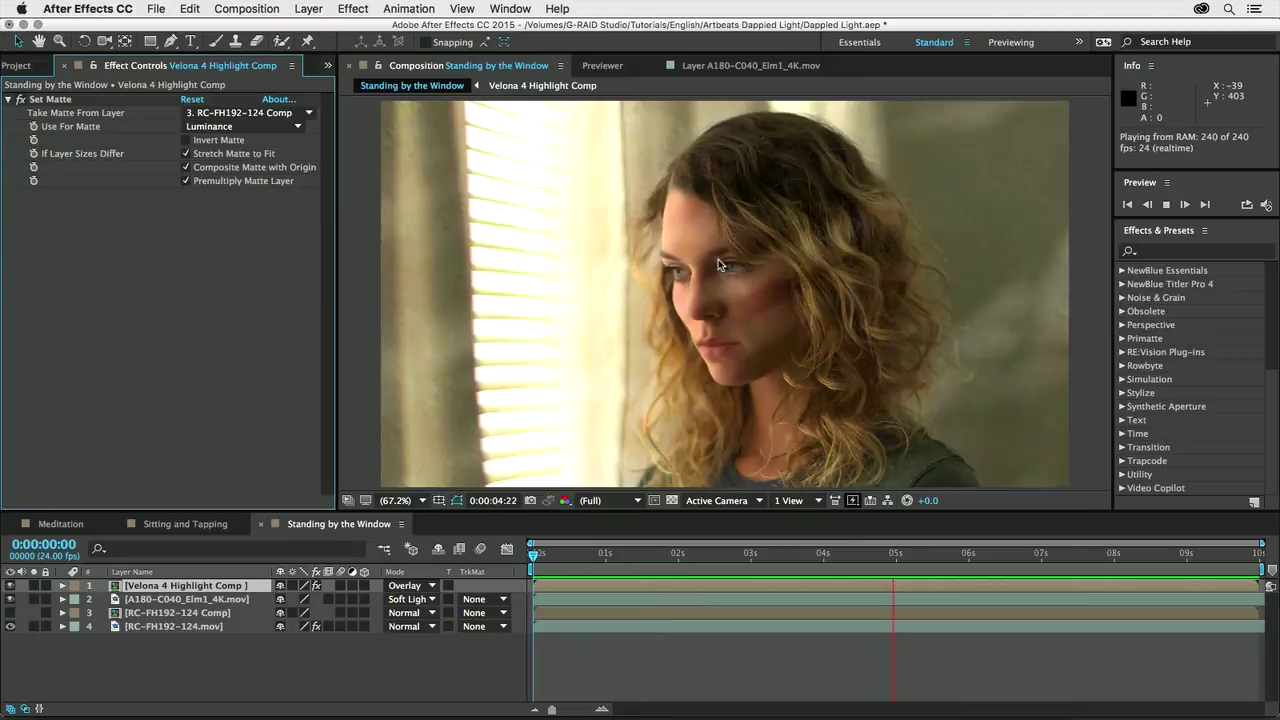 After Effects CC File Edit Composition Layer Effect Animation View Window Help
Adobe After Effects CC 2015 - /Volumes/G-RAID Studio/Tutorials/English/Artbeats Dappled Light/Dappled Light.aep *
Snapping Essentials Standard Previewing Search Help
Project Effect Controls Velona 4 Highlight Comp
Standing by the Window • Velona 4 Highlight Comp
fx Set Matte Reset About...
Take Matte From Layer 3. RC-FH192-124 Comp
Use For Matte Luminance
Invert Matte
If Layer Sizes Differ Stretch Matte to Fit
Composite Matte with Origin
Premultiply Matte Layer
Composition Standing by the Window Previewer Layer A180-C040_Elm1_4K.mov
Standing by the Window Velona 4 Highlight Comp
(67.2%) 0:00:04:22 (Full) Active Camera 1 View +0.0
Info
R : X : -39
G : Y : 403
B :
A : 0
Playing from RAM: 240 of 240
fps: 24 (realtime)
Preview
Effects & Presets
NewBlue Essentials
NewBlue Titler Pro 4
Noise & Grain
Obsolete
Perspective
Primatte
RE:Vision Plug-ins
Rowbyte
Simulation
Stylize
Synthetic Aperture
Text
Time
Transition
Trapcode
Utility
Video Copilot
Meditation Sitting and Tapping Standing by the Window
0:00:00:00
00000 (24.00 fps)
0s 01s 02s 03s 04s 05s 06s 07s 08s 09s 10s
# Layer Name fx Mode T TrkMat
1 [Velona 4 Highlight Comp ] fx Overlay
2 [A180-C040_Elm1_4K.mov] Soft Ligh None
3 [RC-FH192-124 Comp] Normal None
4 [RC-FH192-124.mov] fx Normal None